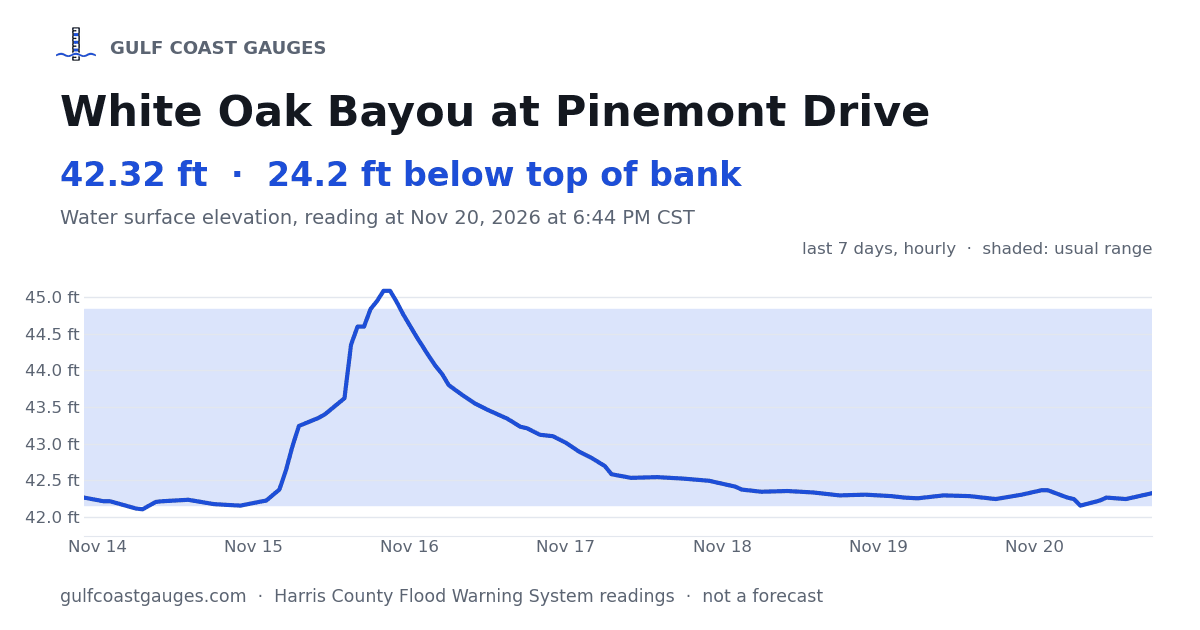 GULF COAST GAUGES
White Oak Bayou at Pinemont Drive
42.32 ft · 24.2 ft below top of bank
Water surface elevation, reading at Nov 20, 2026 at 6:44 PM CST
last 7 days, hourly · shaded: usual range
45.0 ft
44.5 ft
44.0 ft
43.5 ft
43.0 ft
42.5 ft
42.0 ft
Nov 14 Nov 15 Nov 16 Nov 17 Nov 18 Nov 19 Nov 20
gulfcoastgauges.com · Harris County Flood Warning System readings · not a forecast